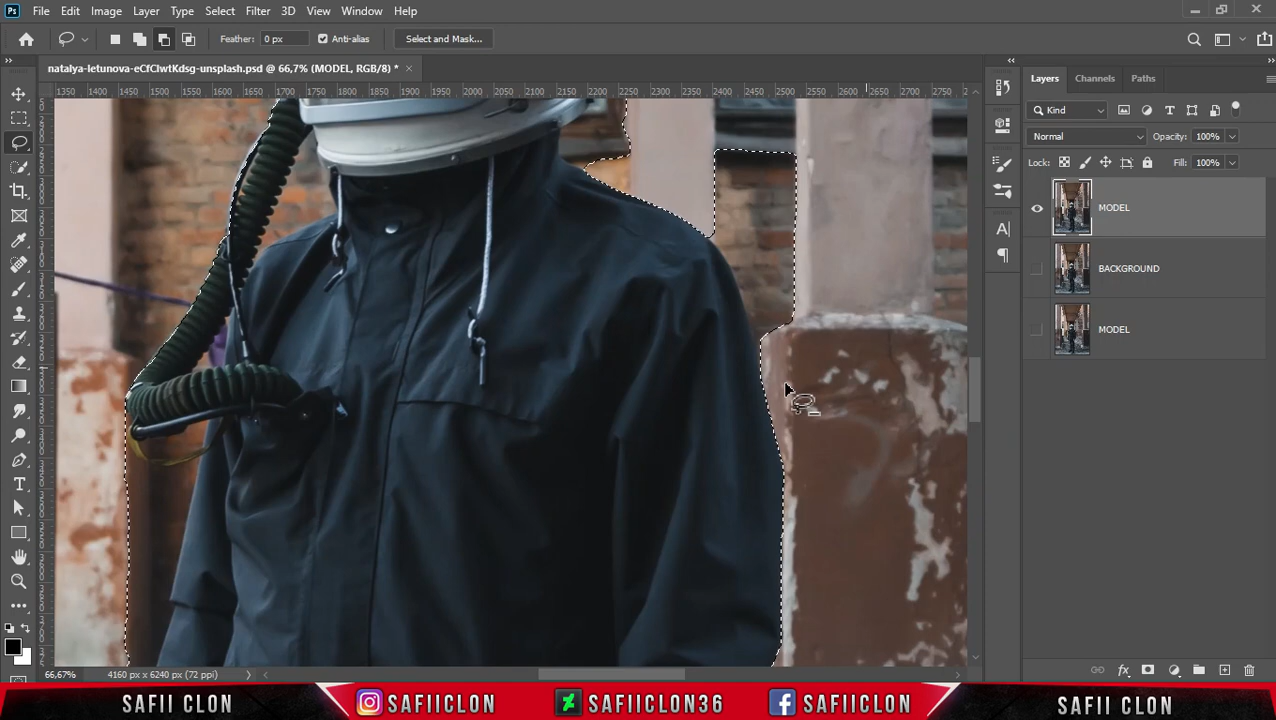 Ps File Edit Image Layer Type Select Filter 3D View Window Help
Feather: 0 px Anti-alias Select and Mask...
natalya-letunova-eCfClwtKdsg-unsplash.psd @ 66,7% (MODEL, RGB/8) * ×
1350 1400 1450 1500 1550 1600 1650 1700 1750 1800 1850 1900 1950 2000 2050 2100 2150 2200 2250 2300 2350 2400 2450 2500 2550 2600 2650 2700 2750
Layers Channels Paths
Kind
Normal Opacity: 100%
Lock: Fill: 100%
MODEL
BACKGROUND
MODEL
66,67% 4160 px x 6240 px (72 ppi)
SAFII CLON SAFIICLON SAFIICLON36 SAFIICLON SAFII CLON